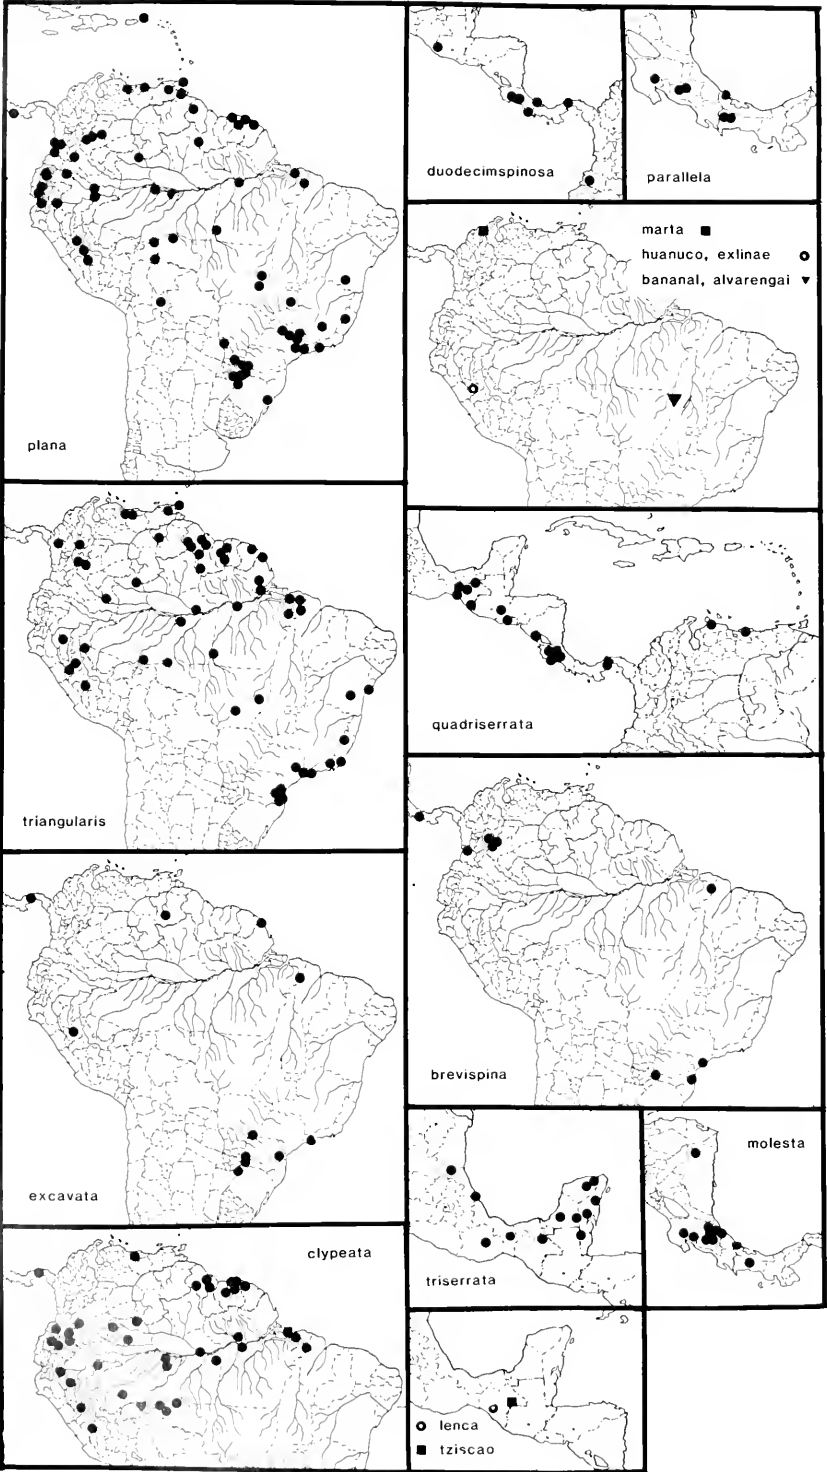 plana
duodecimspinosa
parallela
marta
huanuco, exlinae
bananal, alvarengai
triangularis
quadriserrata
excavata
brevispina
clypeata
triserrata
molesta
lenca
tziscao